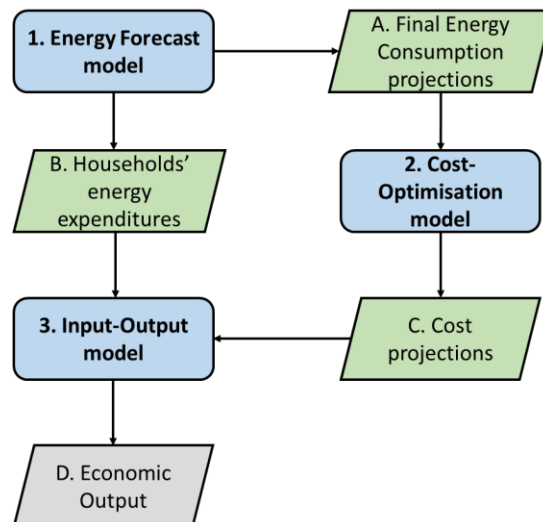 1. Energy Forecast
model
A. Final Energy
Consumption
projections
B. Households’
energy
expenditures
2. Cost-
Optimisation
model
3. Input-Output
model
C. Cost
projections
D. Economic
Output